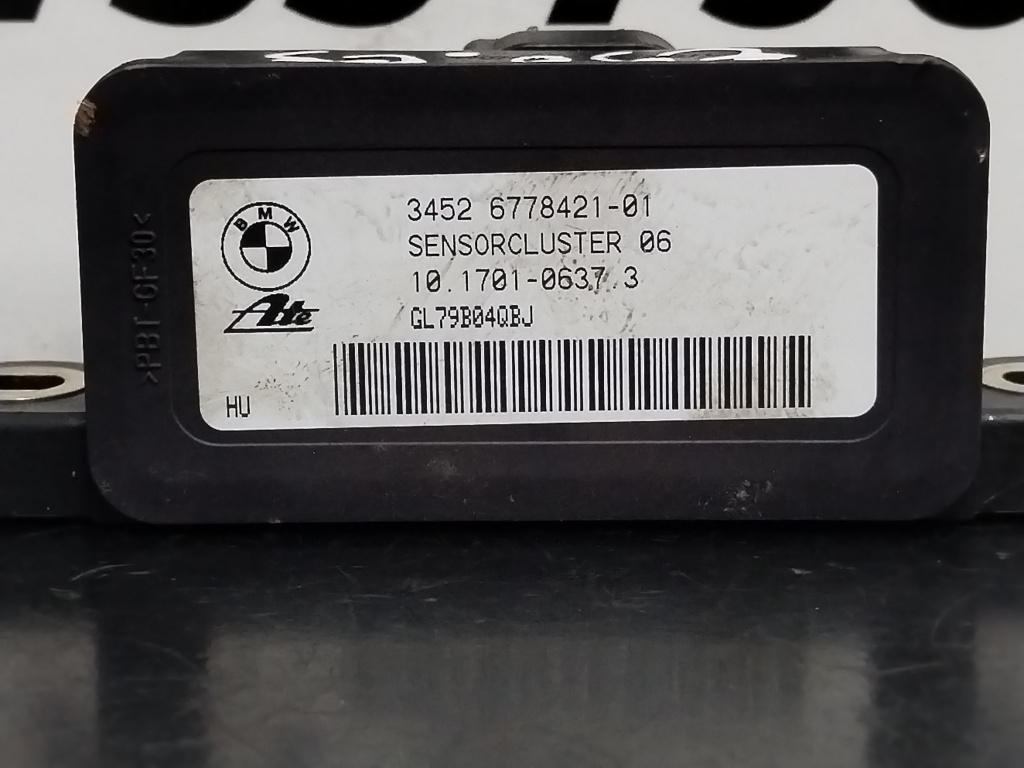 BMW
Ate
3452 6778421-01
SENSORCLUSTER 06
10.1701-0637.3
GL79B04QBJ
HU
>PBT-GF30<